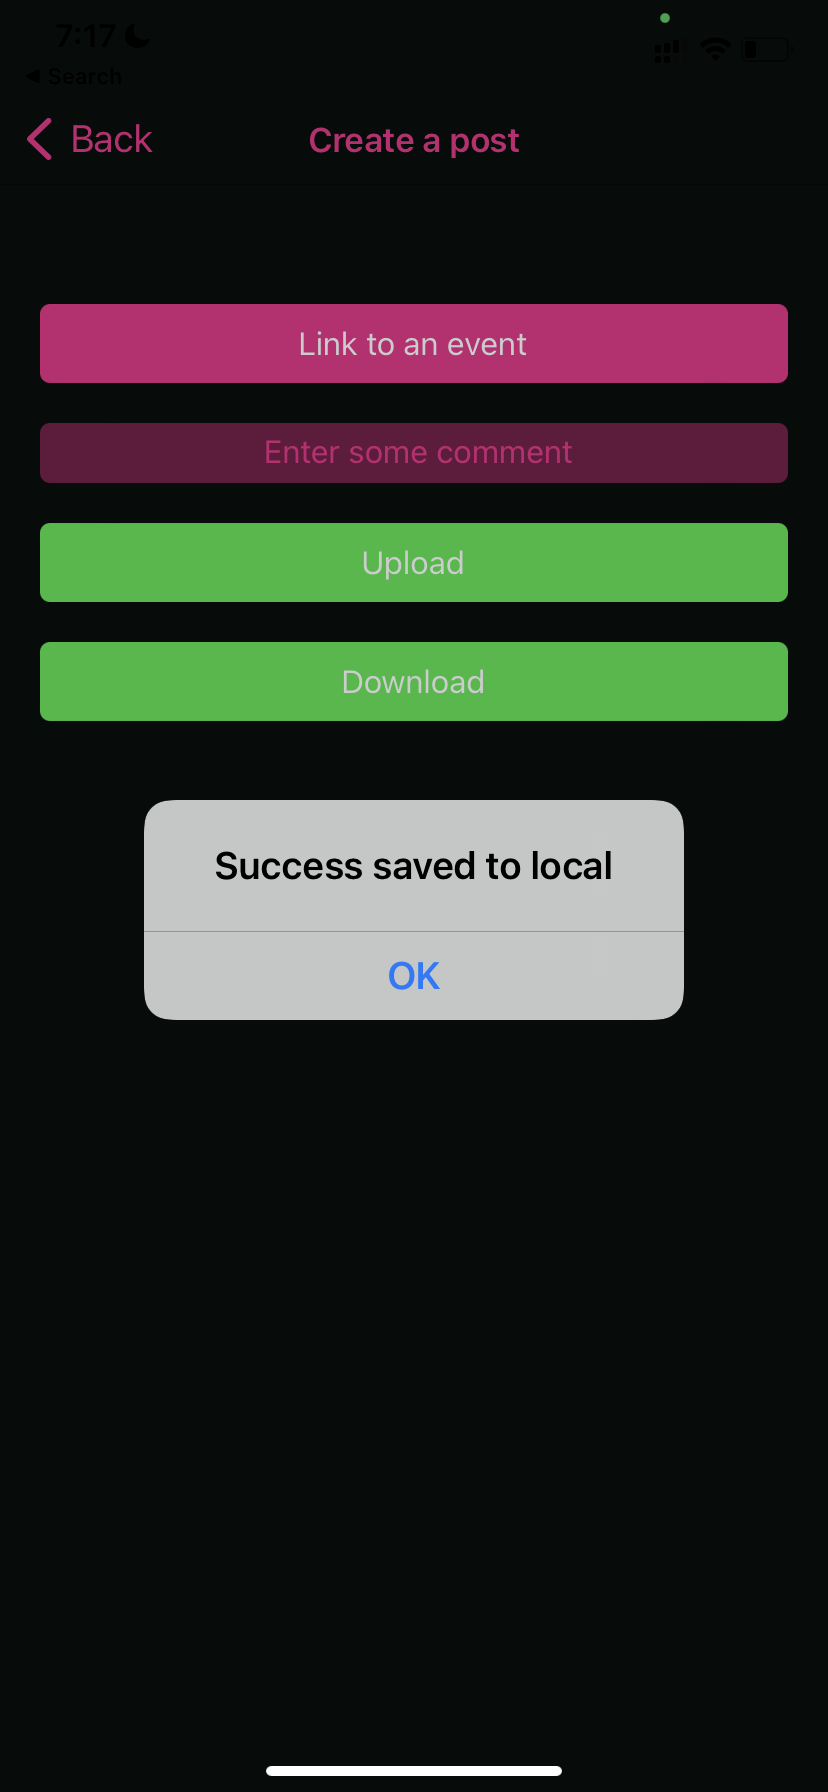 7:17
Search
Back
Create a post
Link to an event
Enter some comment
Upload
Download
Success saved to local
OK